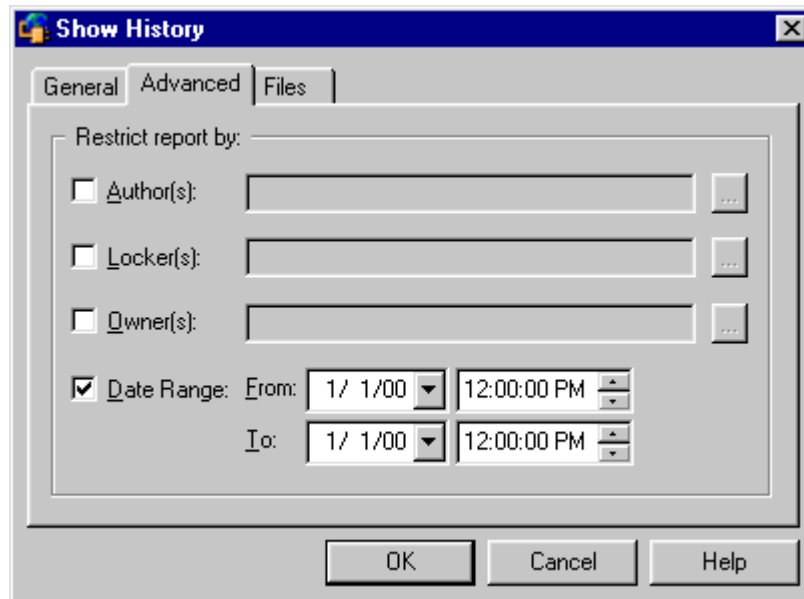 Show History
General Advanced Files
Restrict report by:
Author(s): ...
Locker(s): ...
Owner(s): ...
Date Range: From: 1/ 1/00 12:00:00 PM
To: 1/ 1/00 12:00:00 PM
OK Cancel Help